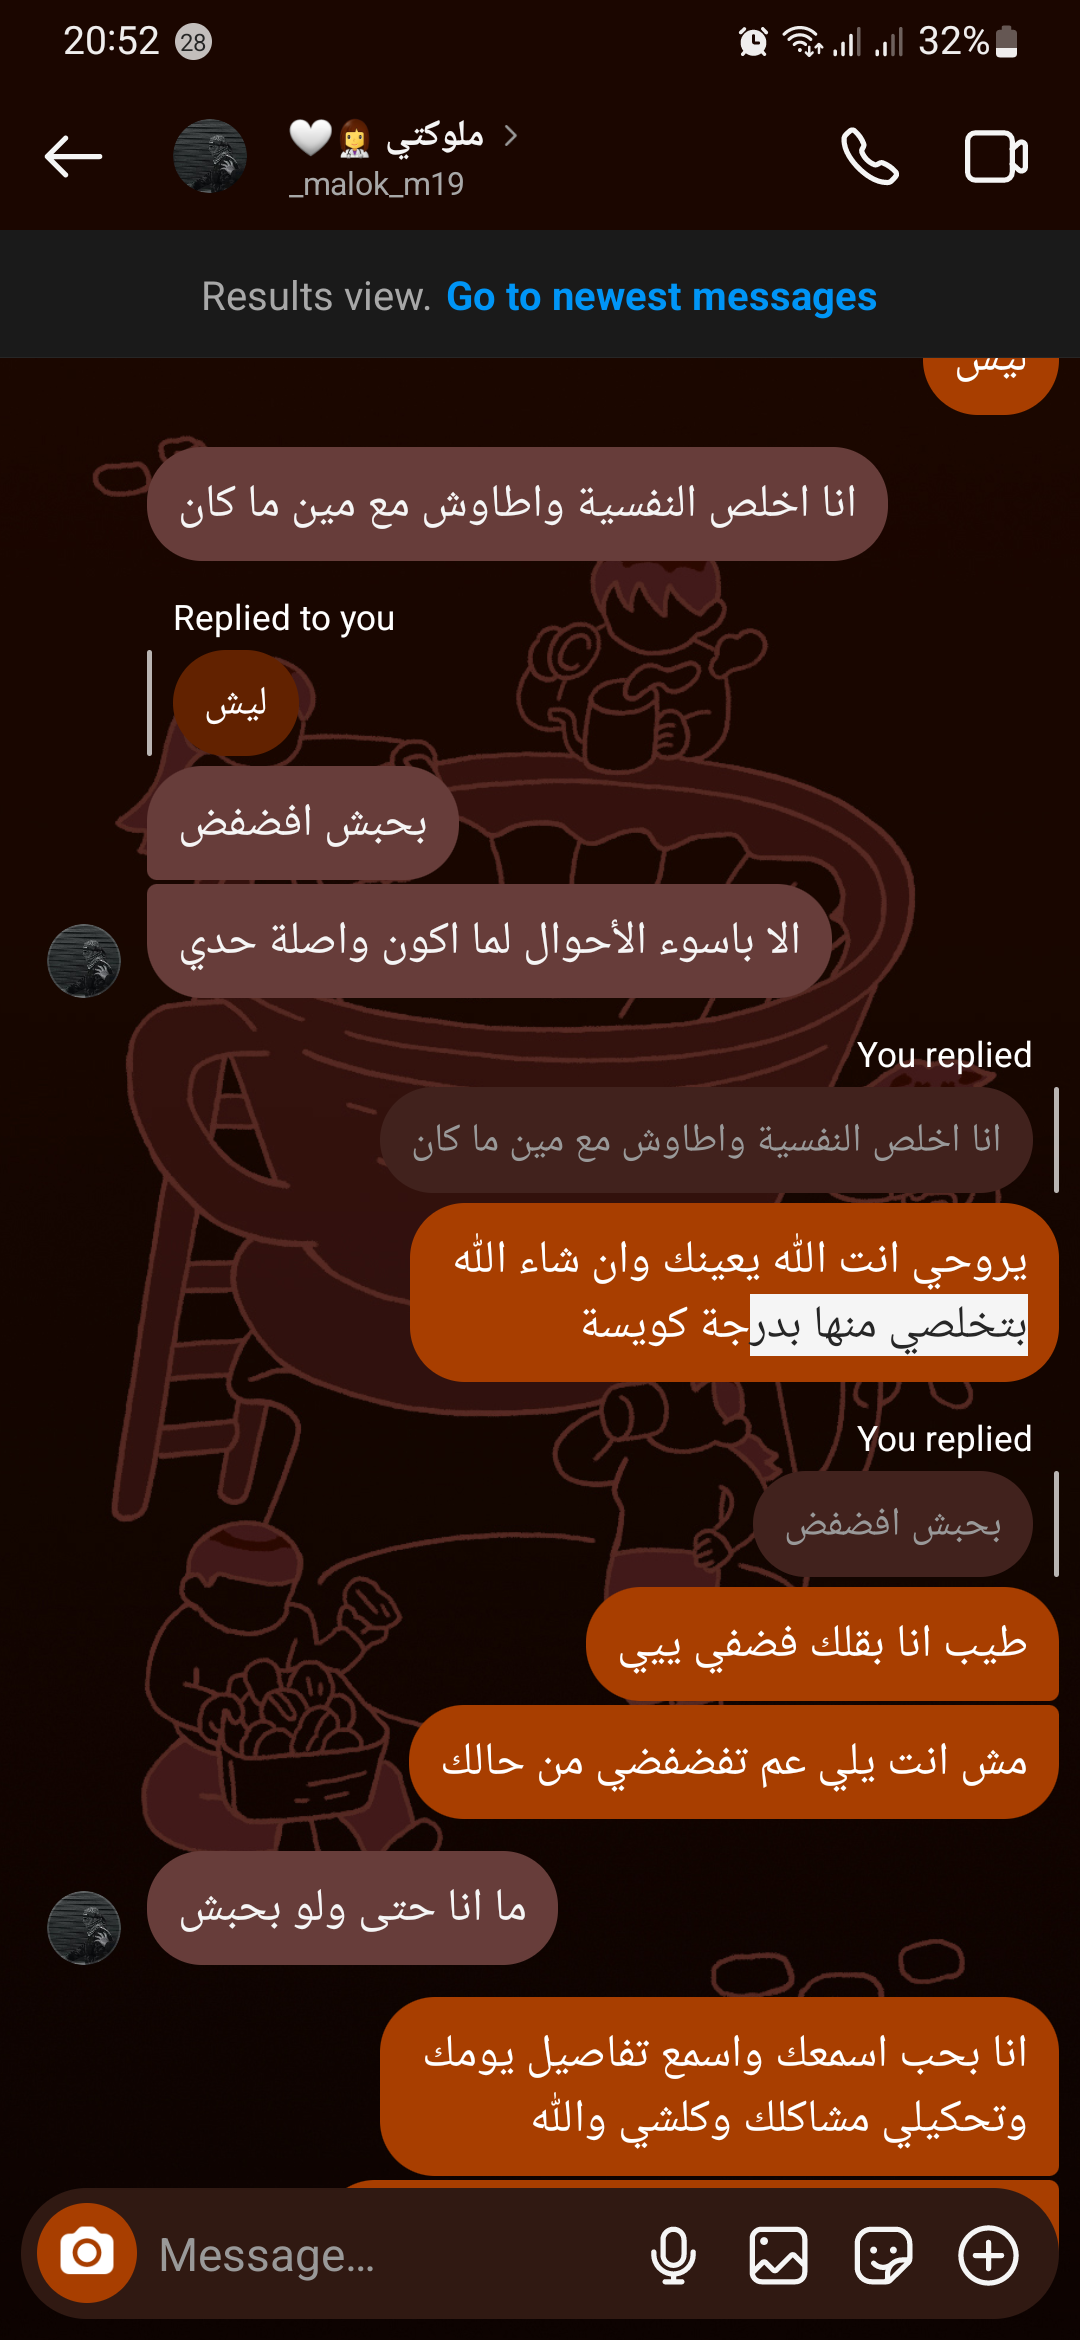 20:52 28 32%
ملوكتي 👩‍⚕️🤍
_malok_m19
Results view. Go to newest messages
ليش
انا اخلص النفسية واطاوش مع مين ما كان
Replied to you
ليش
بحبش افضفض
الا باسوء الأحوال لما اكون واصلة حدي
You replied
انا اخلص النفسية واطاوش مع مين ما كان
يروحي انت الله يعينك وان شاء الله
بتخلصي منها بدرجة كويسة
You replied
بحبش افضفض
طيب انا بقلك فضفي ييي
مش انت يلي عم تفضفضي من حالك
ما انا حتى ولو بحبش
انا بحب اسمعك واسمع تفاصيل يومك
وتحكيلي مشاكلك وكلشي والله
Message...